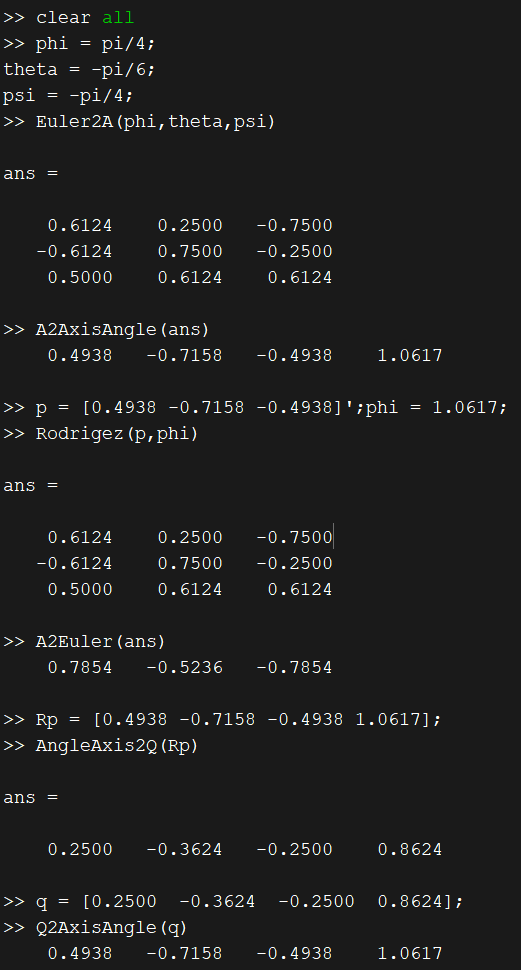 >> clear all
>> phi = pi/4;
theta = -pi/6;
psi = -pi/4;
>> Euler2A(phi,theta,psi)
ans =
0.6124 0.2500 -0.7500
-0.6124 0.7500 -0.2500
0.5000 0.6124 0.6124
>> A2AxisAngle(ans)
0.4938 -0.7158 -0.4938 1.0617
>> p = [0.4938 -0.7158 -0.4938]';phi = 1.0617;
>> Rodrigez(p,phi)
ans =
0.6124 0.2500 -0.7500
-0.6124 0.7500 -0.2500
0.5000 0.6124 0.6124
>> A2Euler(ans)
0.7854 -0.5236 -0.7854
>> Rp = [0.4938 -0.7158 -0.4938 1.0617];
>> AngleAxis2Q(Rp)
ans =
0.2500 -0.3624 -0.2500 0.8624
>> q = [0.2500 -0.3624 -0.2500 0.8624];
>> Q2AxisAngle(q)
0.4938 -0.7158 -0.4938 1.0617